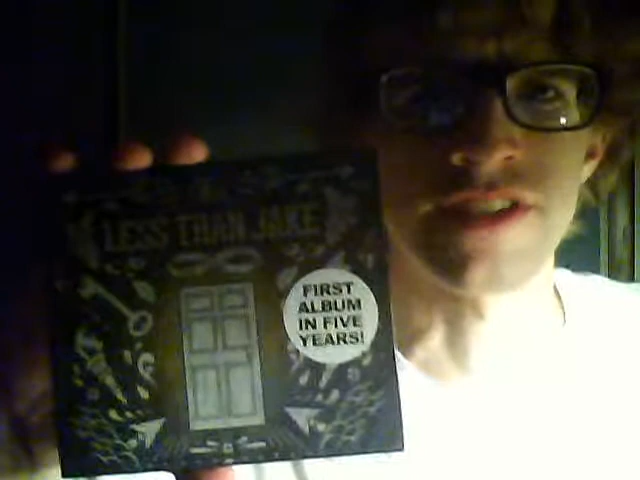 LESS THAN JAKE
FIRST
ALBUM
IN FIVE
YEARS!